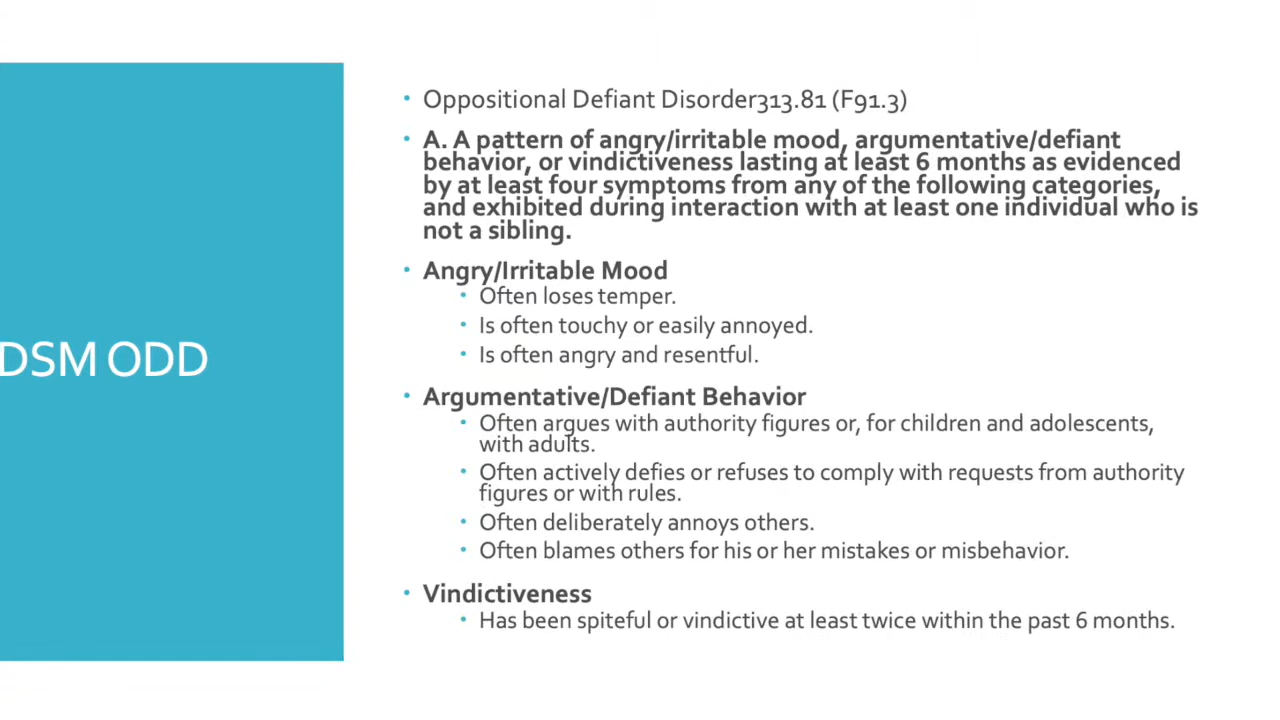 DSM ODD
• Oppositional Defiant Disorder313.81 (F91.3)
• A. A pattern of angry/irritable mood, argumentative/defiant
behavior, or vindictiveness lasting at least 6 months as evidenced
by at least four symptoms from any of the following categories,
and exhibited during interaction with at least one individual who is
not a sibling.
• Angry/Irritable Mood
• Often loses temper.
• Is often touchy or easily annoyed.
• Is often angry and resentful.
• Argumentative/Defiant Behavior
• Often argues with authority figures or, for children and adolescents,
with adults.
• Often actively defies or refuses to comply with requests from authority
figures or with rules.
• Often deliberately annoys others.
• Often blames others for his or her mistakes or misbehavior.
• Vindictiveness
• Has been spiteful or vindictive at least twice within the past 6 months.